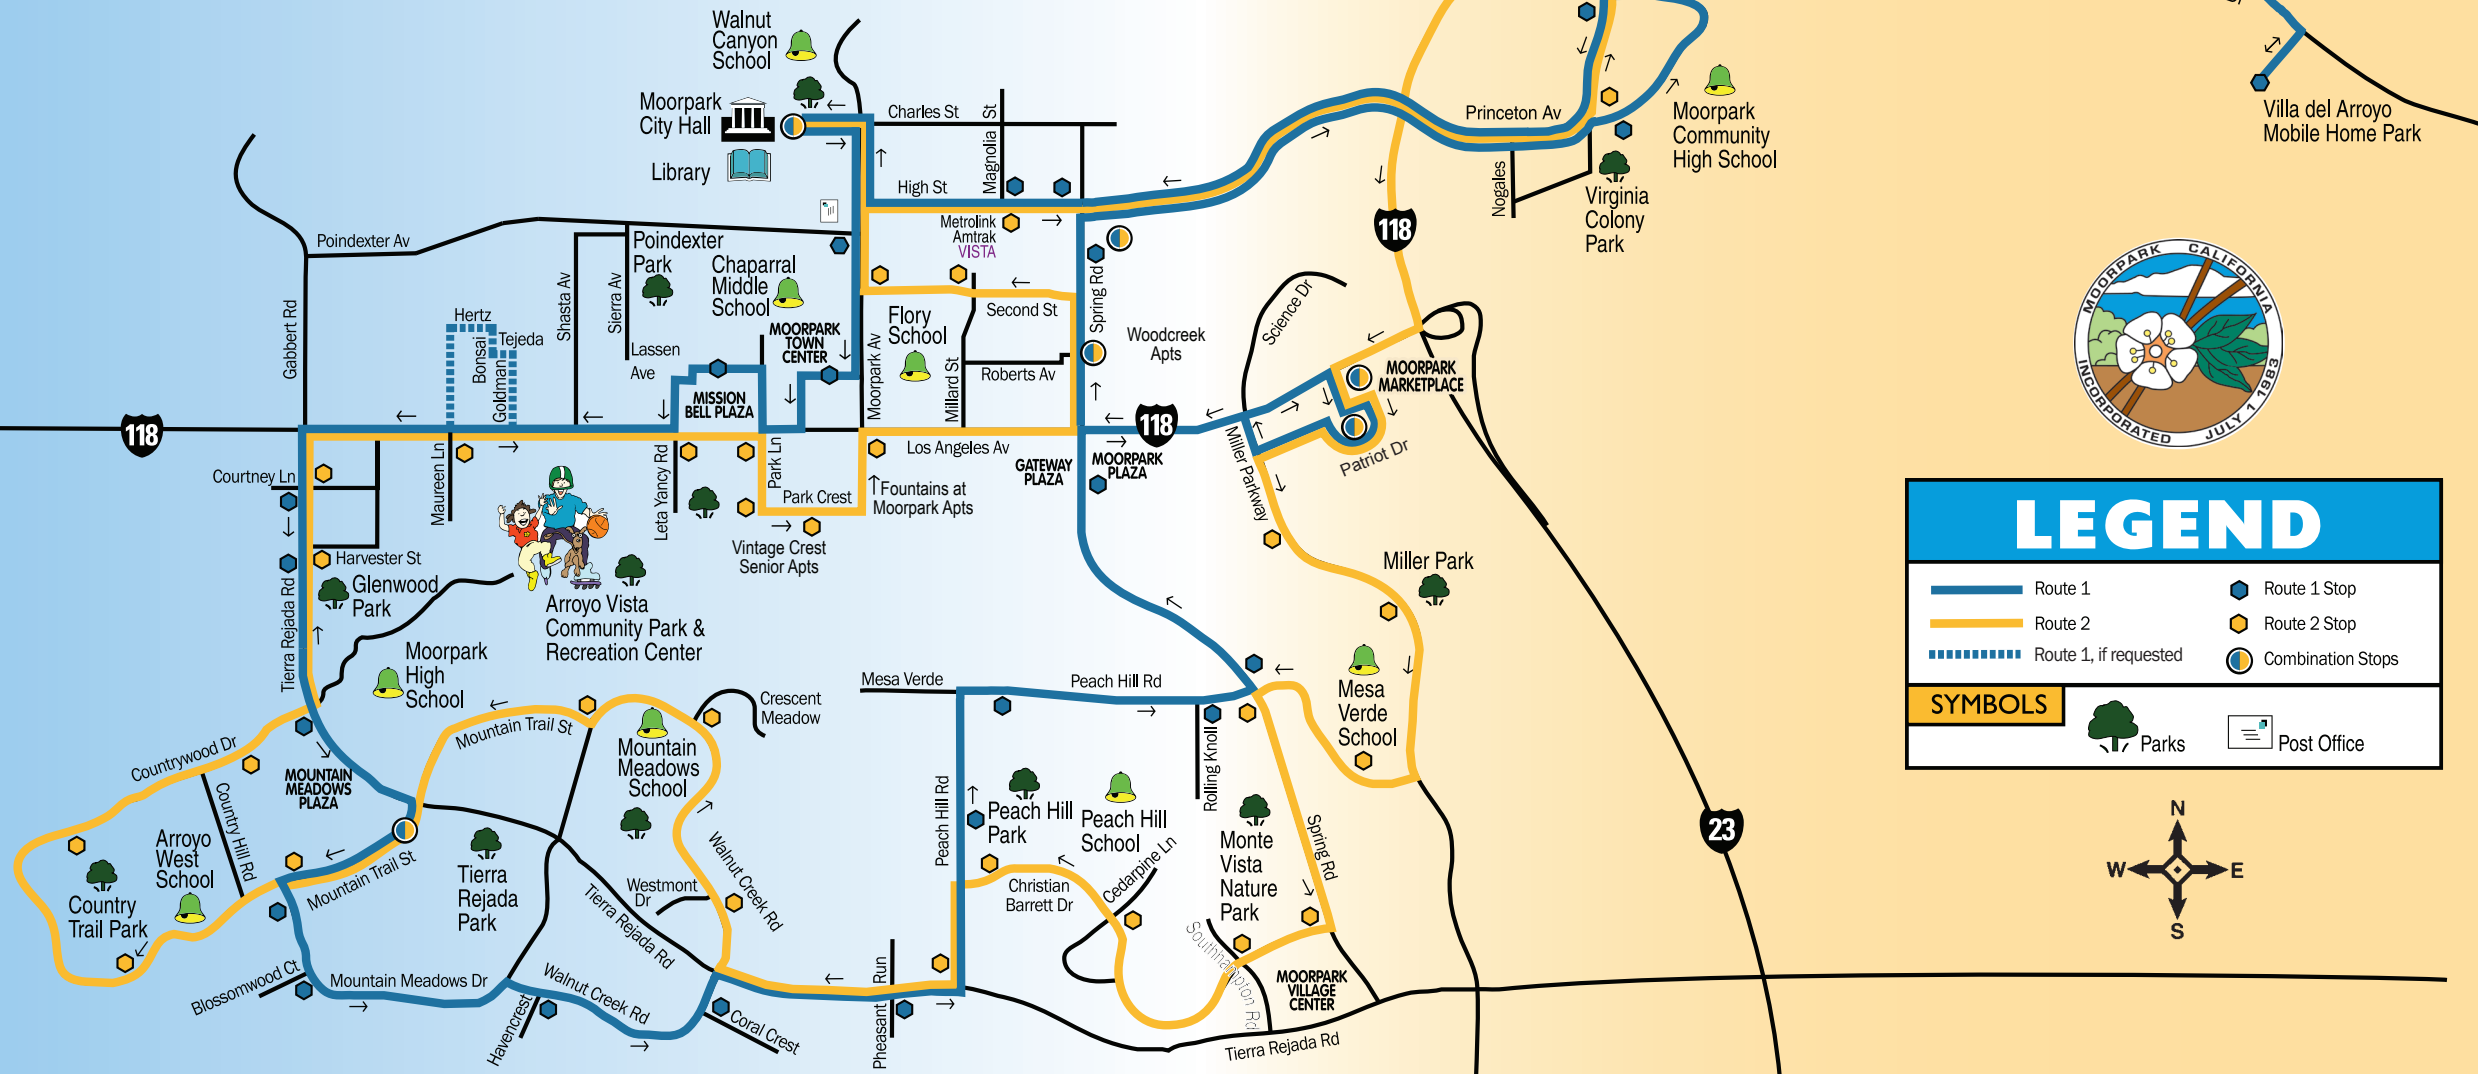 Walnut
Canyon
School
Moorpark
City Hall
Library
Charles St
Magnolia St
High St
Metrolink
Amtrak
VISTA
Princeton Av
Nogales
Moorpark
Community
High School
Virginia
Colony
Park
Villa del Arroyo
Mobile Home Park
118
Poindexter Av
Poindexter
Park
Chaparral
Middle
School
Gabbert Rd
Shasta Av
Sierra Av
Hertz
Bonsai
Tejeda
Goldman
Lassen
Ave
MOORPARK
TOWN
CENTER
MISSION
BELL PLAZA
Moorpark Av
Flory
School
Millard St
Second St
Roberts Av
Spring Rd
Woodcreek
Apts
Science Dr
MOORPARK
MARKETPLACE
118
118
Los Angeles Av
GATEWAY
PLAZA
MOORPARK
PLAZA
Miller Parkway
Patriot Dr
Courtney Ln
Maureen Ln
Leta Yancy Rd
Park Ln
Park Crest
Fountains at
Moorpark Apts
Vintage Crest
Senior Apts
Harvester St
Glenwood
Park
Tierra Rejada Rd
Arroyo Vista
Community Park &
Recreation Center
Moorpark
High
School
Miller Park
Mesa
Verde
School
Mesa Verde
Peach Hill Rd
Crescent
Meadow
Mountain Trail St
Mountain
Meadows
School
Countrywood Dr
Country Hill Rd
MOUNTAIN
MEADOWS
PLAZA
Arroyo
West
School
Country
Trail Park
Mountain Trail St
Tierra
Rejada
Park
Westmont
Dr
Walnut Creek Rd
Tierra Rejada Rd
Peach Hill Rd
Peach Hill
Park
Peach Hill
School
Rolling Knoll
Christian
Barrett Dr
Cedarpine Ln
Monte
Vista
Nature
Park
Spring Rd
Southhampton Rd
MOORPARK
VILLAGE
CENTER
Tierra Rejada Rd
Blossomwood Ct
Mountain Meadows Dr
Havencrest
Walnut Creek Rd
Coral Crest
Pheasant Run
23
MOORPARK CALIFORNIA
INCORPORATED JULY 1 1983
LEGEND
Route 1
Route 1 Stop
Route 2
Route 2 Stop
Route 1, if requested
Combination Stops
SYMBOLS
Parks
Post Office
N
W
E
S